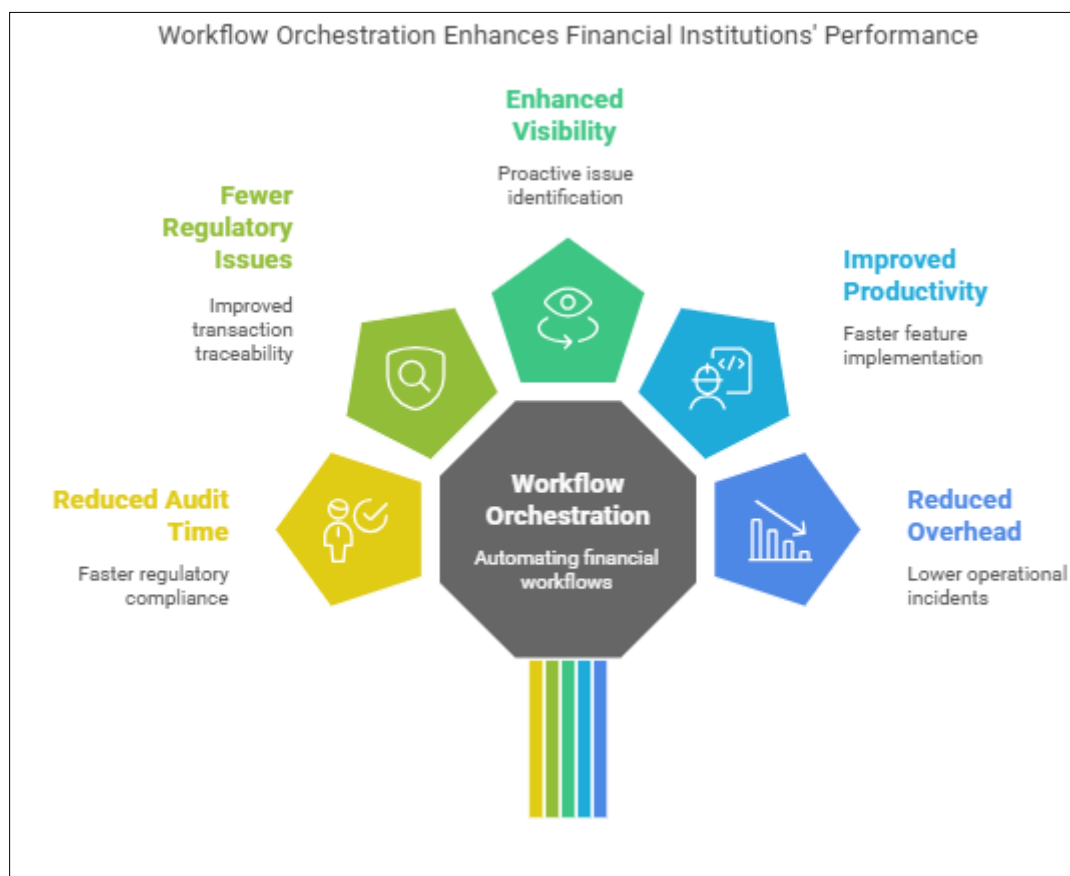 Workflow Orchestration Enhances Financial Institutions' Performance
Enhanced
Visibility
Proactive issue
identification
Fewer
Regulatory
Issues
Improved
transaction
traceability
Improved
Productivity
Faster feature
implementation
</>
Reduced Audit
Time
Faster regulatory
compliance
Workflow
Orchestration
Automating financial
workflows
Reduced
Overhead
Lower operational
incidents